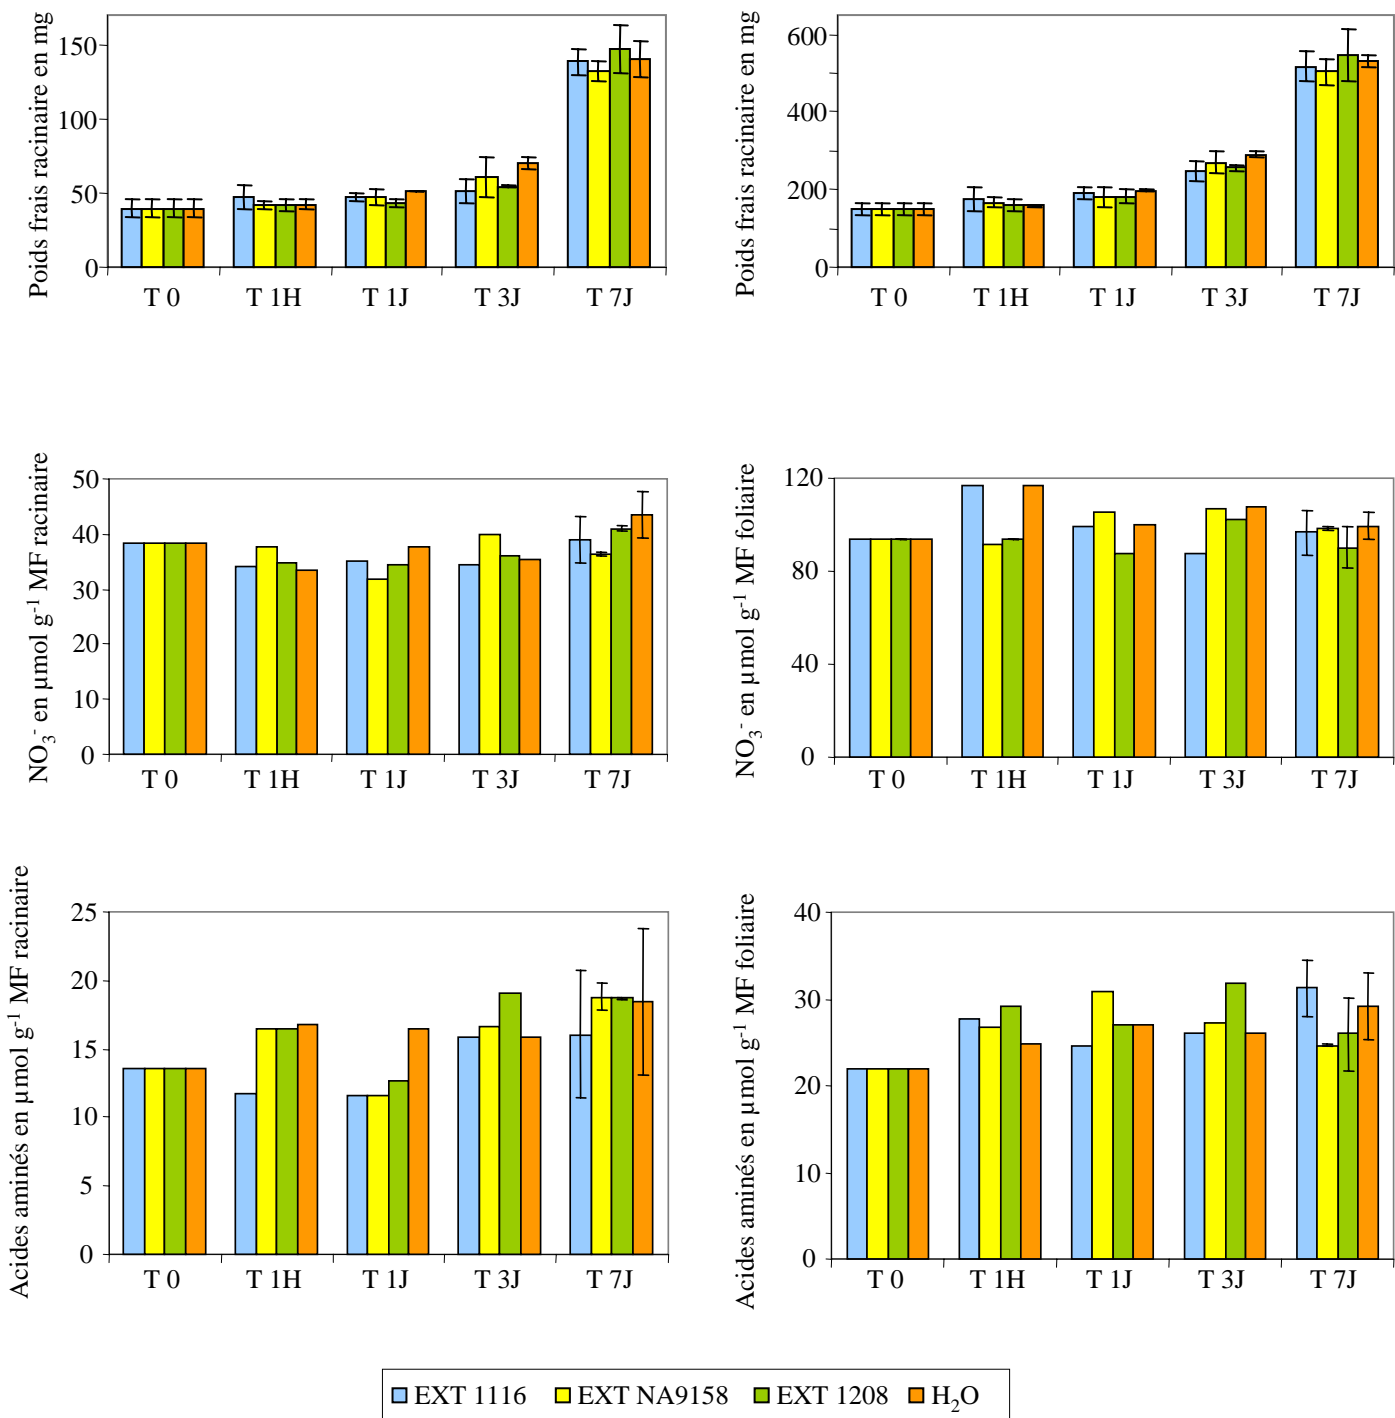 Poids frais racinaire en mg
150
100
50
0
T 0 T 1H T 1J T 3J T 7J
Poids frais racinaire en mg
600
400
200
0
T 0 T 1H T 1J T 3J T 7J
NO₃⁻ en µmol g⁻¹ MF racinaire
50
40
30
20
10
0
T 0 T 1H T 1J T 3J T 7J
NO₃⁻ en µmol g⁻¹ MF foliaire
120
80
40
0
T 0 T 1H T 1J T 3J T 7J
Acides aminés en µmol g⁻¹ MF racinaire
25
20
15
10
5
0
T 0 T 1H T 1J T 3J T 7J
Acides aminés en µmol g⁻¹ MF foliaire
40
30
20
10
0
T 0 T 1H T 1J T 3J T 7J
EXT 1116 EXT NA9158 EXT 1208 H₂O